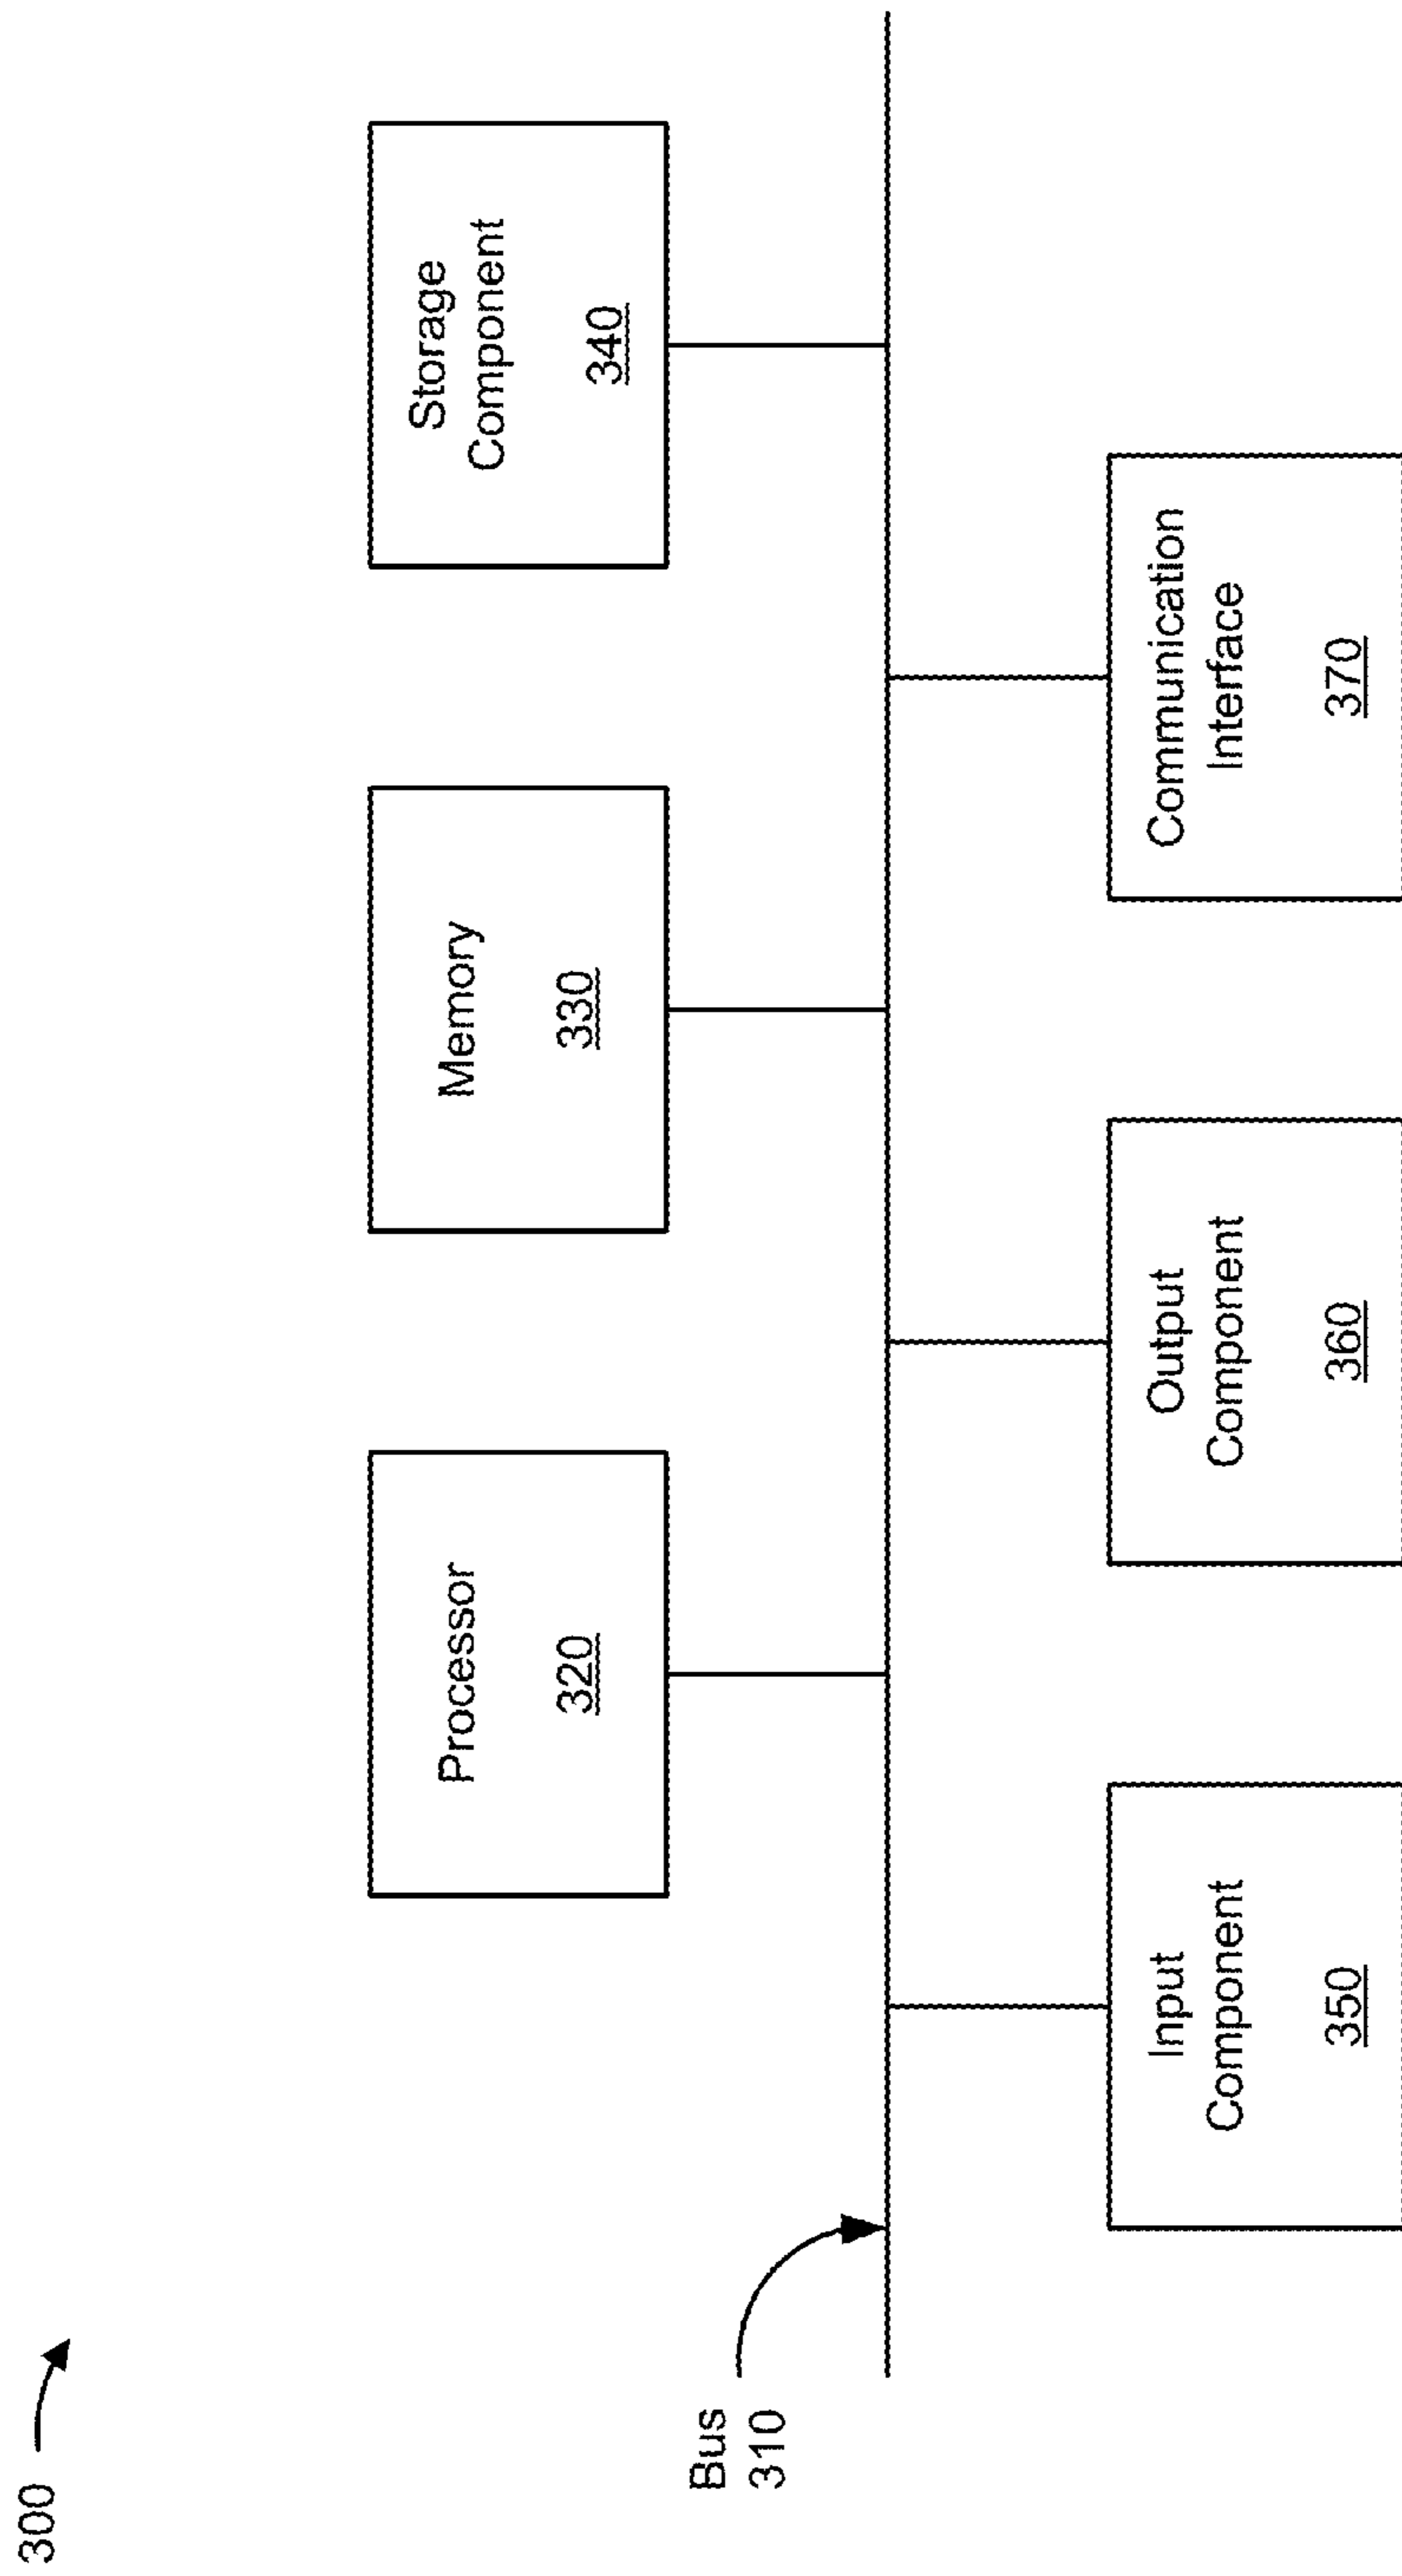 300
Processor
320
Memory
330
Storage
Component
340
Bus
310
Input
Component
350
Output
Component
360
Communication
Interface
370